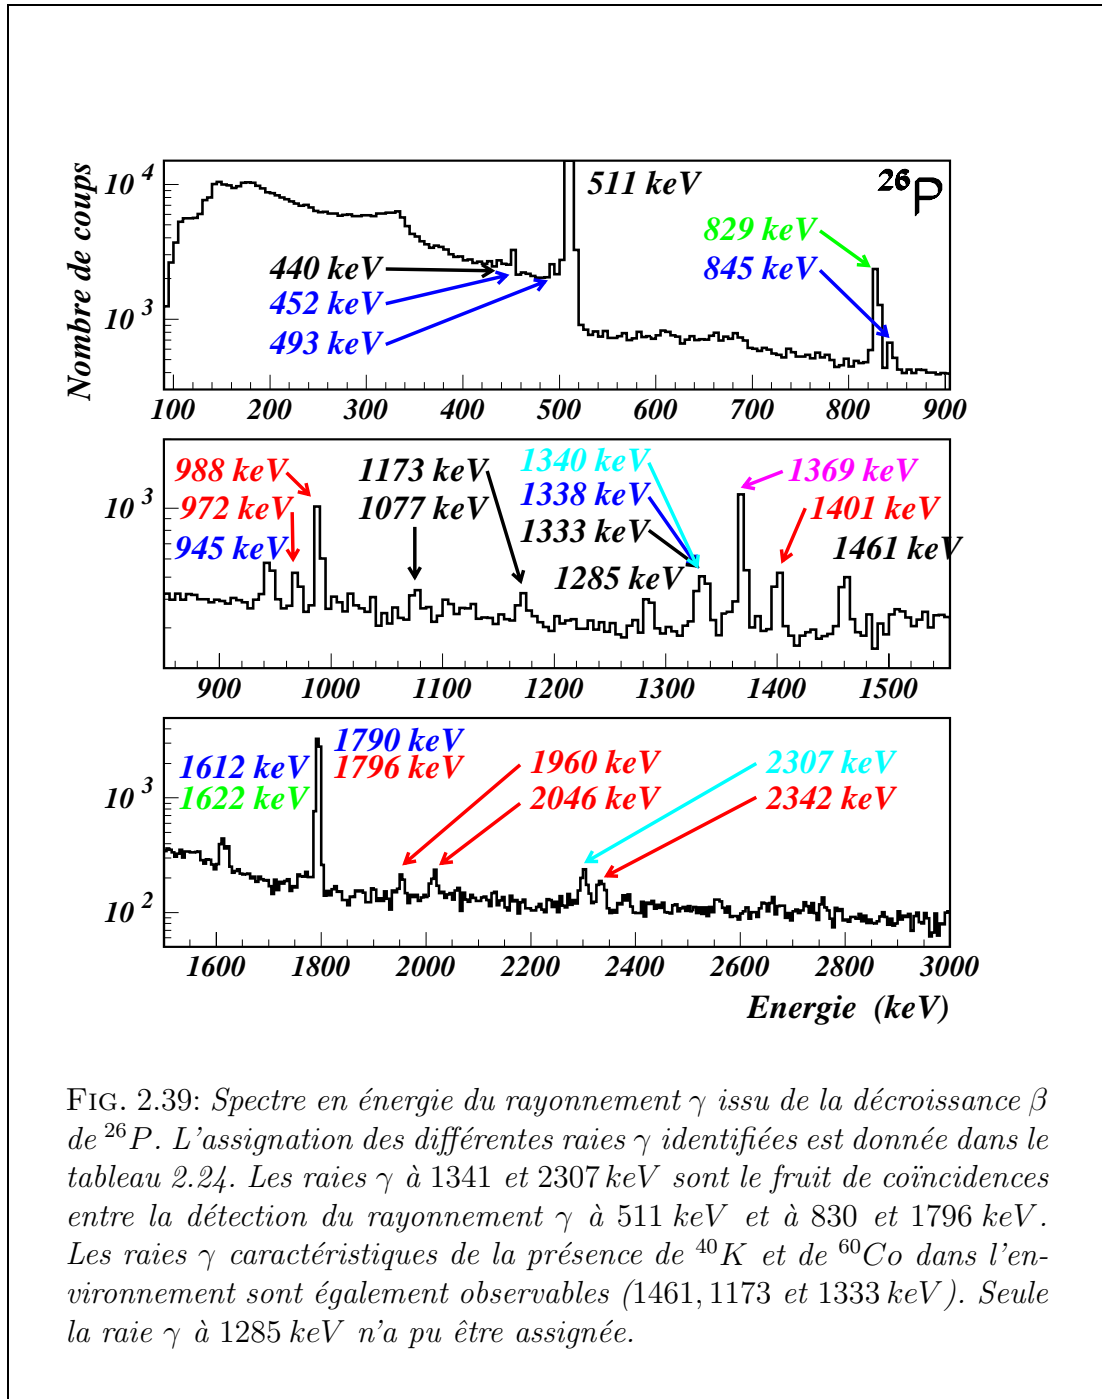 Nombre de coups
10 4
10 3
511 keV
26P
829 keV
845 keV
440 keV
452 keV
493 keV
100 200 300 400 500 600 700 800 900
10 3
988 keV
972 keV
945 keV
1173 keV
1077 keV
1340 keV
1338 keV
1333 keV
1285 keV
1369 keV
1401 keV
1461 keV
900 1000 1100 1200 1300 1400 1500
10 3
10 2
1612 keV
1622 keV
1790 keV
1796 keV
1960 keV
2046 keV
2307 keV
2342 keV
1600 1800 2000 2200 2400 2600 2800 3000
Energie (keV)
FIG. 2.39: Spectre en énergie du rayonnement γ issu de la décroissance β
de 26P. L'assignation des différentes raies γ identifiées est donnée dans le
tableau 2.24. Les raies γ à 1341 et 2307 keV sont le fruit de coïncidences
entre la détection du rayonnement γ à 511 keV et à 830 et 1796 keV.
Les raies γ caractéristiques de la présence de 40K et de 60Co dans l'en-
vironnement sont également observables (1461, 1173 et 1333 keV). Seule
la raie γ à 1285 keV n'a pu être assignée.